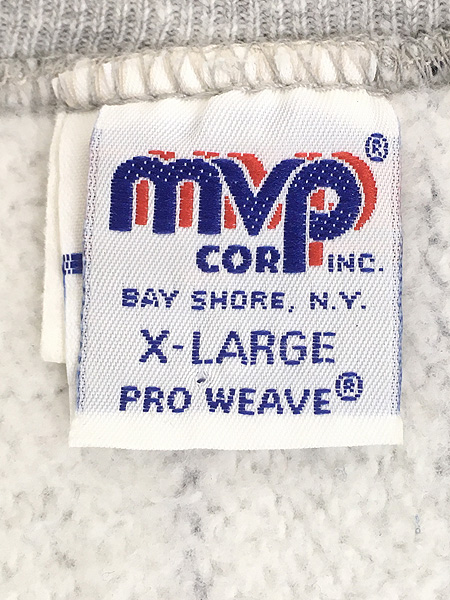 mvp®
CORP INC.
BAY SHORE, N.Y.
X-LARGE
PRO WEAVE®